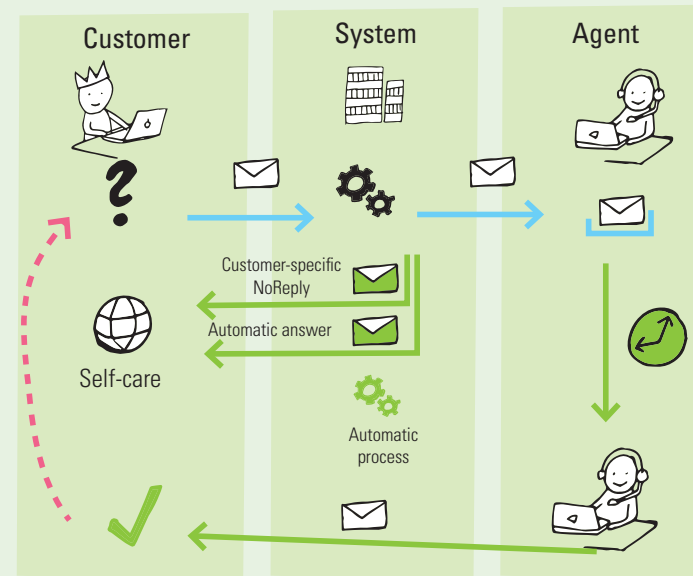 Customer
System
Agent
?
Customer-specific
NoReply
Automatic answer
Self-care
Automatic
process